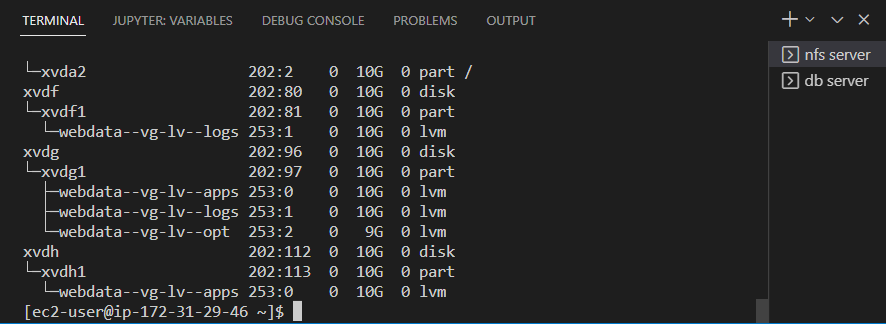 TERMINAL JUPYTER: VARIABLES DEBUG CONSOLE PROBLEMS OUTPUT
└─xvda2 202:2 0 10G 0 part /
xvdf 202:80 0 10G 0 disk
└─xvdf1 202:81 0 10G 0 part
  └─webdata--vg-lv--logs 253:1 0 10G 0 lvm
xvdg 202:96 0 10G 0 disk
└─xvdg1 202:97 0 10G 0 part
  ├─webdata--vg-lv--apps 253:0 0 10G 0 lvm
  ├─webdata--vg-lv--logs 253:1 0 10G 0 lvm
  └─webdata--vg-lv--opt 253:2 0 9G 0 lvm
xvdh 202:112 0 10G 0 disk
└─xvdh1 202:113 0 10G 0 part
  └─webdata--vg-lv--apps 253:0 0 10G 0 lvm
[ec2-user@ip-172-31-29-46 ~]$
nfs server
db server